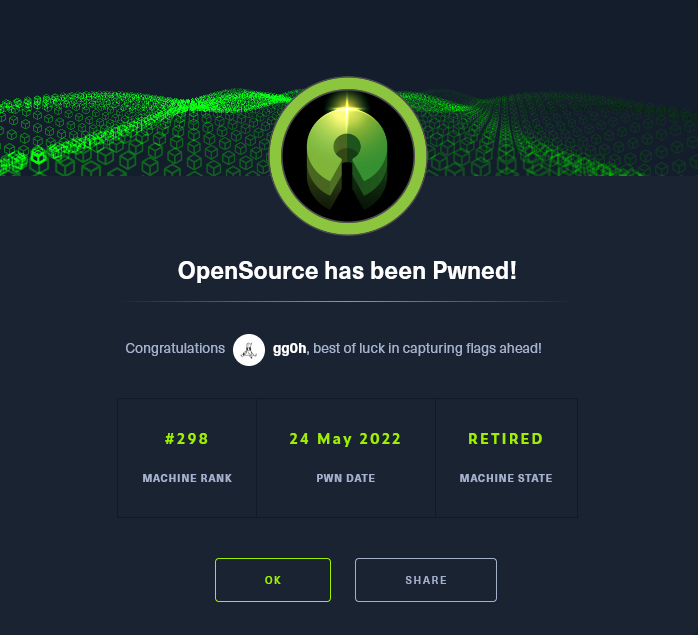 OpenSource has been Pwned!
Congratulations gg0h, best of luck in capturing flags ahead!
#298 24 May 2022 RETIRED
MACHINE RANK PWN DATE MACHINE STATE
OK SHARE